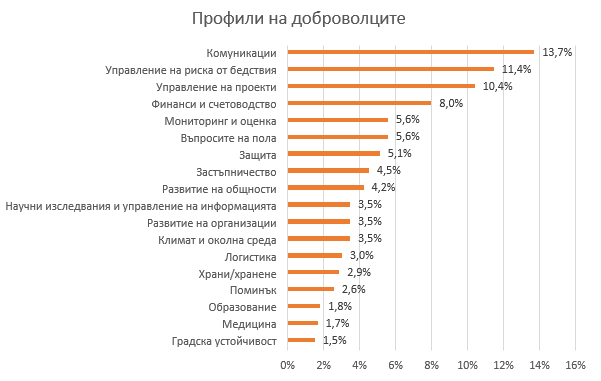 Профили на доброволците
Комуникации 13,7%
Управление на риска от бедствия 11,4%
Управление на проекти 10,4%
Финанси и счетоводство 8,0%
Мониторинг и оценка 5,6%
Въпросите на пола 5,6%
Защита 5,1%
Застъпничество 4,5%
Развитие на общности 4,2%
Научни изследвания и управление на информацията 3,5%
Развитие на организации 3,5%
Климат и околна среда 3,5%
Логистика 3,0%
Храни/хранене 2,9%
Поминък 2,6%
Образование 1,8%
Медицина 1,7%
Градска устойчивост 1,5%
0% 2% 4% 6% 8% 10% 12% 14% 16%